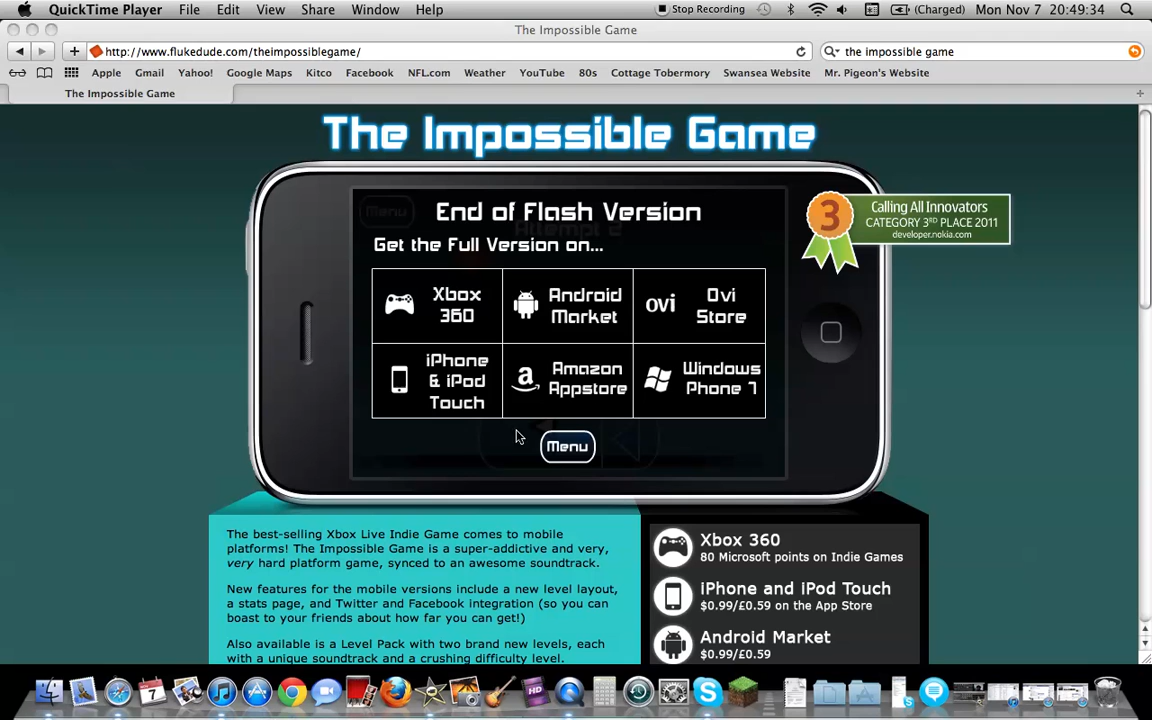 QuickTime Player File Edit View Share Window Help Stop Recording (Charged) Mon Nov 7 20:49:34
The Impossible Game
http://www.flukedude.com/theimpossiblegame/ the impossible game
Apple Gmail Yahoo! Google Maps Kitco Facebook NFL.com Weather YouTube 80s Cottage Tobermory Swansea Website Mr. Pigeon's Website
The Impossible Game
The Impossible Game
Menu
End of Flash Version
Attempt 2
Get the Full Version on...
Xbox 360
Android Market
ovi Ovi Store
iPhone & iPod Touch
Amazon Appstore
Windows Phone 7
Menu
3
Calling All Innovators
CATEGORY 3RD PLACE 2011
developer.nokia.com
The best-selling Xbox Live Indie Game comes to mobile
platforms! The Impossible Game is a super-addictive and very,
very hard platform game, synced to an awesome soundtrack.
New features for the mobile versions include a new level layout,
a stats page, and Twitter and Facebook integration (so you can
boast to your friends about how far you can get!)
Also available is a Level Pack with two brand new levels, each
with a unique soundtrack and a crushing difficulty level.
Xbox 360
80 Microsoft points on Indie Games
iPhone and iPod Touch
$0.99/£0.59 on the App Store
Android Market
$0.99/£0.59
7
HD